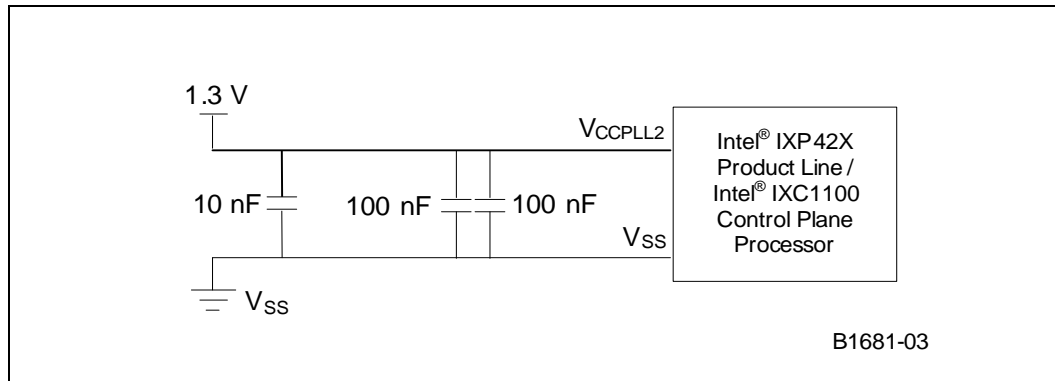 1.3 V
VCCPLL2
10 nF
100 nF
100 nF
VSS
VSS
Intel® IXP42X
Product Line /
Intel® IXC1100
Control Plane
Processor
B1681-03